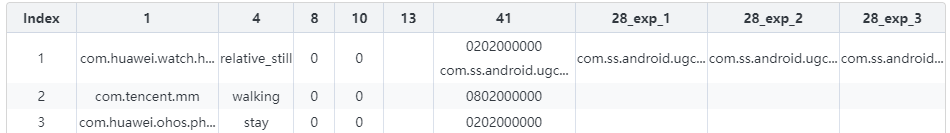 Index 1 4 8 10 13 41 28_exp_1 28_exp_2 28_exp_3
0202000000
1 com.huawei.watch.h... relative_still 0 0 com.ss.android.ugc... com.ss.android.ugc... com.ss.android...
com.ss.android.ugc...
2 com.tencent.mm walking 0 0 0802000000
3 com.huawei.ohos.ph... stay 0 0 0202000000